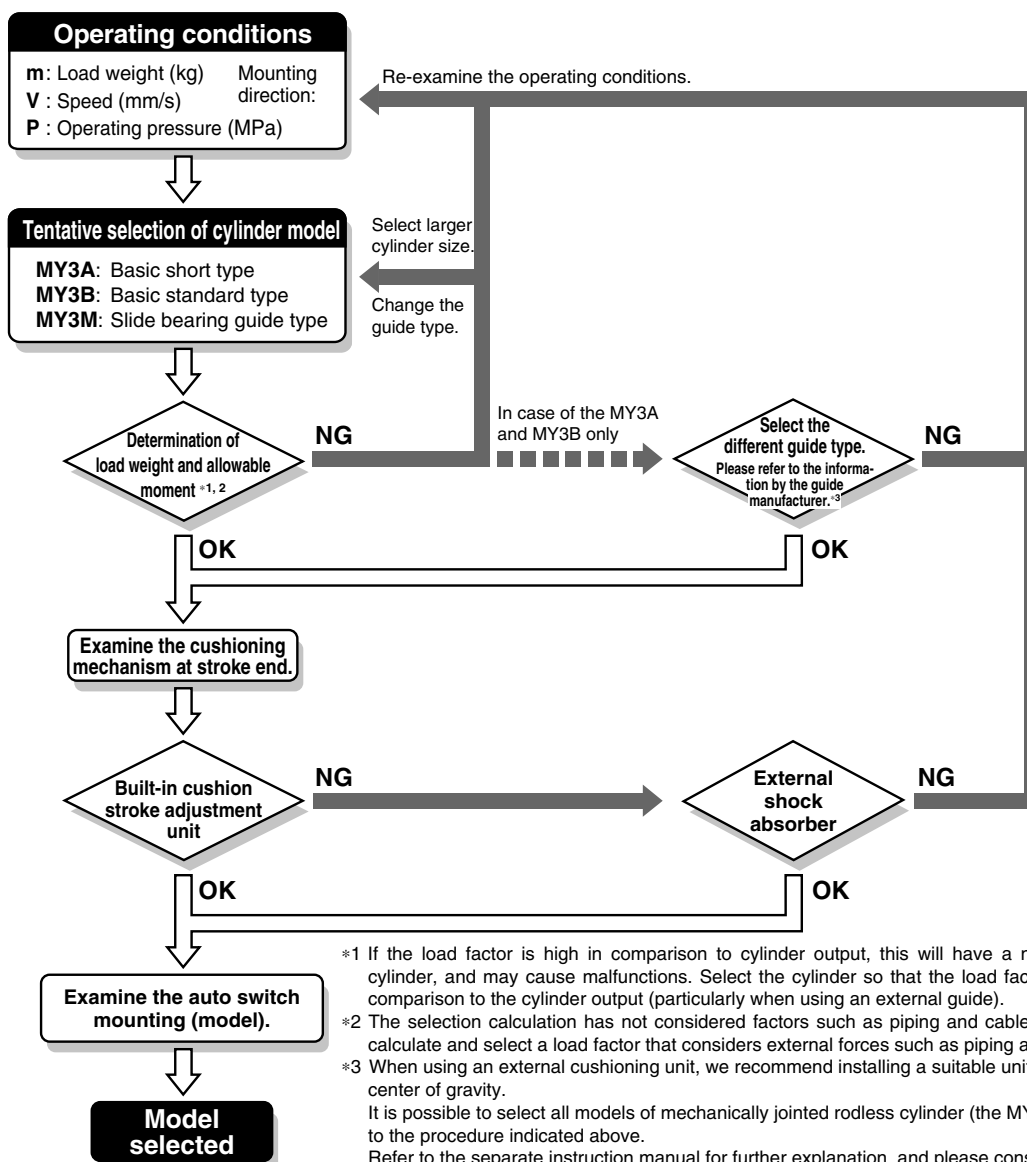 Operating conditions
m: Load weight (kg) Mounting
V : Speed (mm/s) direction:
P : Operating pressure (MPa)
Re-examine the operating conditions.
Tentative selection of cylinder model
MY3A: Basic short type
MY3B: Basic standard type
MY3M: Slide bearing guide type
Select larger
cylinder size.
Change the
guide type.
Determination of
load weight and allowable
moment *1, 2
NG
In case of the MY3A
and MY3B only
Select the
different guide type.
Please refer to the informa-
tion by the guide
manufacturer.*3
NG
OK
OK
Examine the cushioning
mechanism at stroke end.
Built-in cushion
stroke adjustment
unit
NG
External
shock
absorber
NG
OK
OK
Examine the auto switch
mounting (model).
Model
selected
*1 If the load factor is high in comparison to cylinder output, this will have a
cylinder, and may cause malfunctions. Select the cylinder so that the load
comparison to the cylinder output (particularly when using an external guide).
*2 The selection calculation has not considered factors such as piping and
calculate and select a load factor that considers external forces such as piping
*3 When using an external cushioning unit, we recommend installing a suitable
center of gravity.
It is possible to select all models of mechanically jointed rodless cylinder (the
to the procedure indicated above.
Refer to the separate instruction manual for further explanation, and please